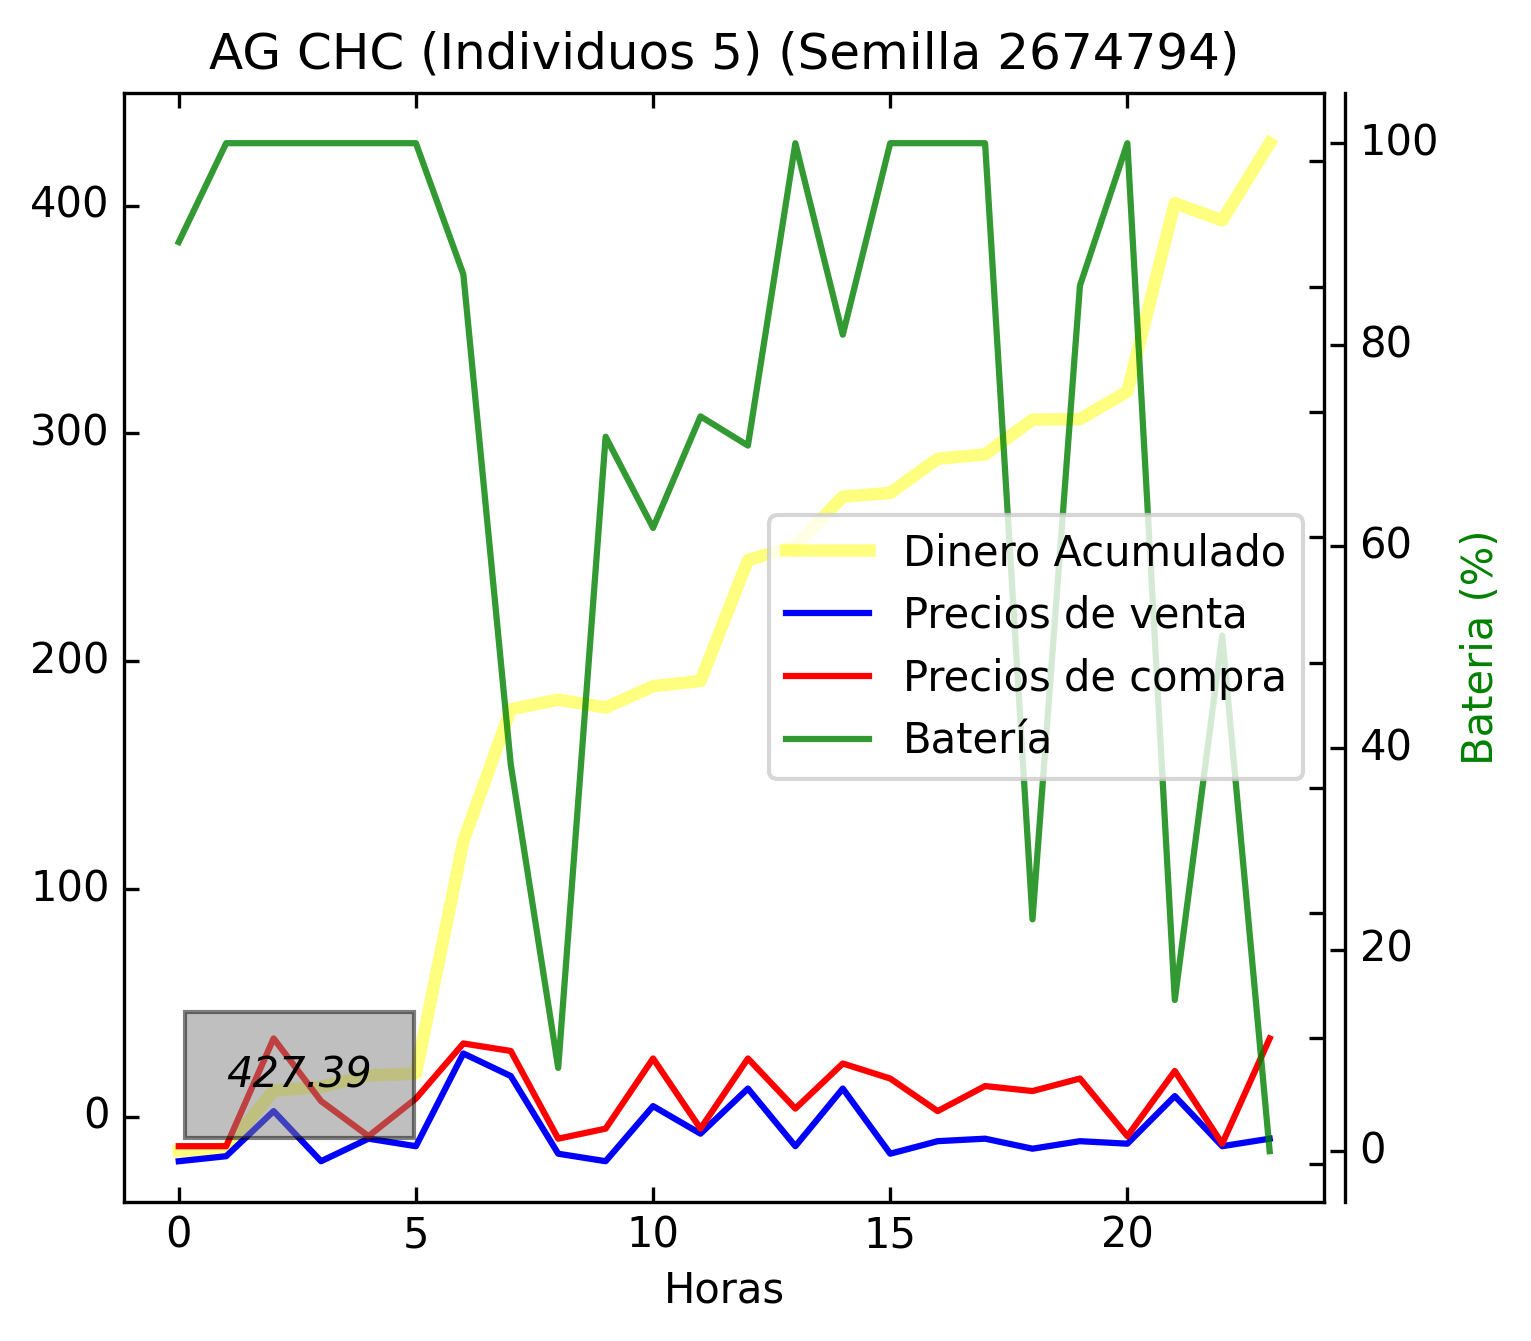 AG CHC (Individuos 5) (Semilla 2674794)
400
300
200
100
0
427.39
Dinero Acumulado
Precios de venta
Precios de compra
Batería
100
80
60
40
20
0
Bateria (%)
0 5 10 15 20
Horas